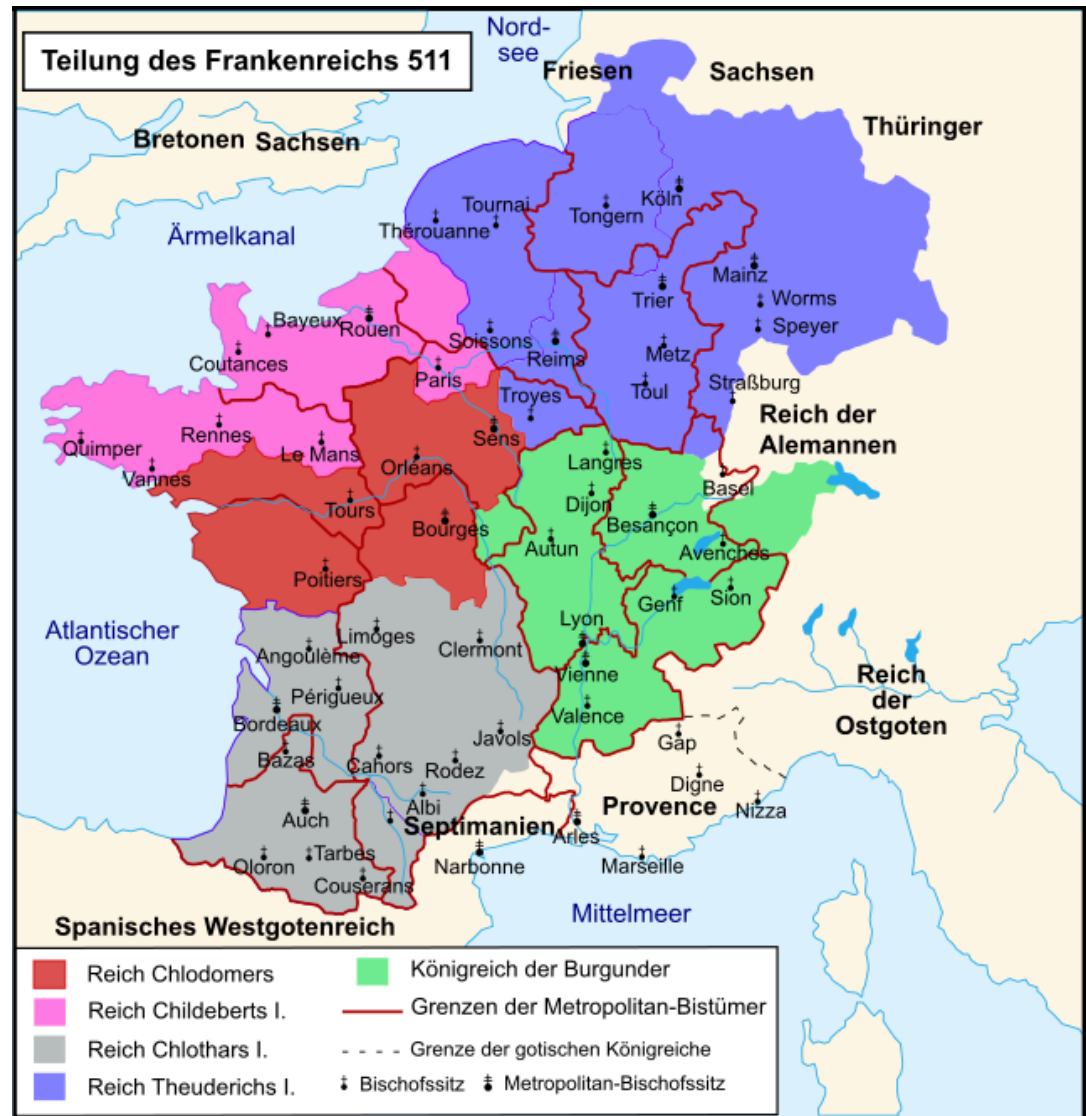 Teilung des Frankenreichs 511
Nord-
see
Friesen
Sachsen
Thüringer
Bretonen
Sachsen
Ärmelkanal
Tournai
Thérouanne
Tongern
Köln
Mainz
Trier
Worms
Speyer
Bayeux
Rouen
Soissons
Reims
Metz
Coutances
Paris
Toul
Straßburg
Troyes
Reich der
Alemannen
Quimper
Rennes
Le Mans
Sens
Vannes
Orléans
Langres
Basel
Tours
Dijon
Bourges
Besançon
Autun
Avenches
Poitiers
Genf
Sion
Atlantischer
Ozean
Limoges
Lyon
Angoulème
Clermont
Vienne
Reich
der
Ostgoten
Périgueux
Valence
Bordeaux
Javols
Gap
Bazas
Cahors
Rodez
Digne
Albi
Provence
Nizza
Auch
Septimanien
Arles
Oloron
Tarbes
Narbonne
Marseille
Couserans
Mittelmeer
Spanisches Westgotenreich
Reich Chlodomers
Reich Childeberts I.
Reich Chlothars I.
Reich Theuderichs I.
Königreich der Burgunder
Grenzen der Metropolitan-Bistümer
Grenze der gotischen Königreiche
Bischofssitz
Metropolitan-Bischofssitz